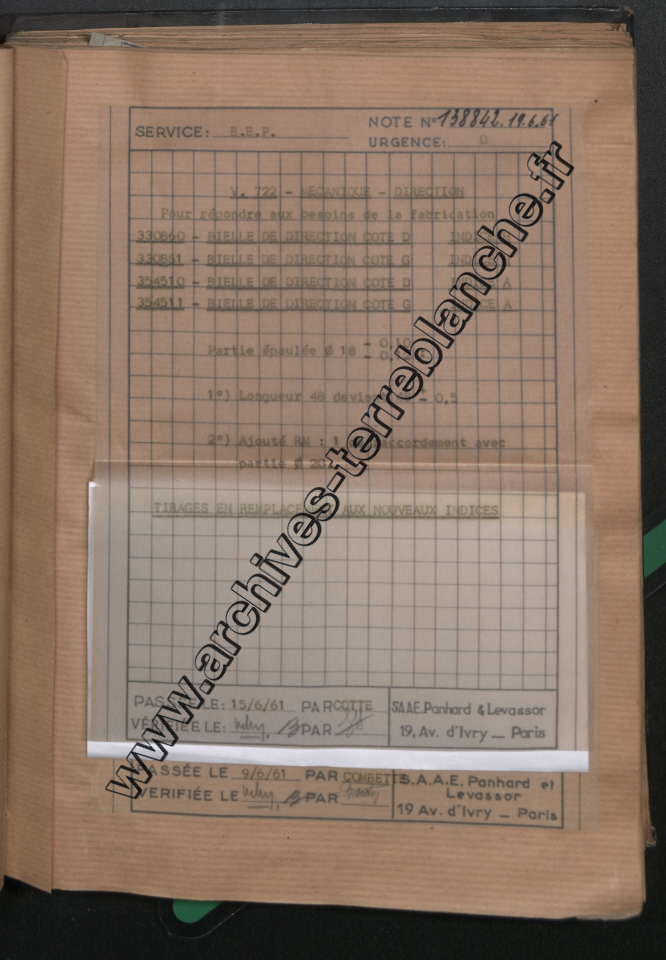 SERVICE: B.E.P.
NOTE N° 138842. 19.6.61
URGENCE: 0
V. 722 - MECANIQUE - DIRECTION
Pour répondre aux besoins de la fabrication
330860 - BIELLE DE DIRECTION COTE D
330861 - BIELLE DE DIRECTION COTE G
354510 - BIELLE DE DIRECTION COTE D A
354511 - BIELLE DE DIRECTION COTE G A
Partie épaulée Ø 18 - 0,10
1°) Longueur 48 devient ± 0,5
2°) Ajouté RM : 1 raccordement avec
partie Ø 20
TIRAGES EN REMPLACEMENT AUX NOUVEAUX INDICES
PASSÉE LE: 15/6/61 PAR COTTE
VÉRIFIÉE LE: PAR
S.A.A.E. Panhard & Levassor
19, Av. d'Ivry _ Paris
PASSÉE LE 9/6/61 PAR COMBETTE
VERIFIÉE LE PAR
S.A.A.E. Panhard et
Levassor
19 Av. d'Ivry _ Paris
www.archives-terreblanche.fr